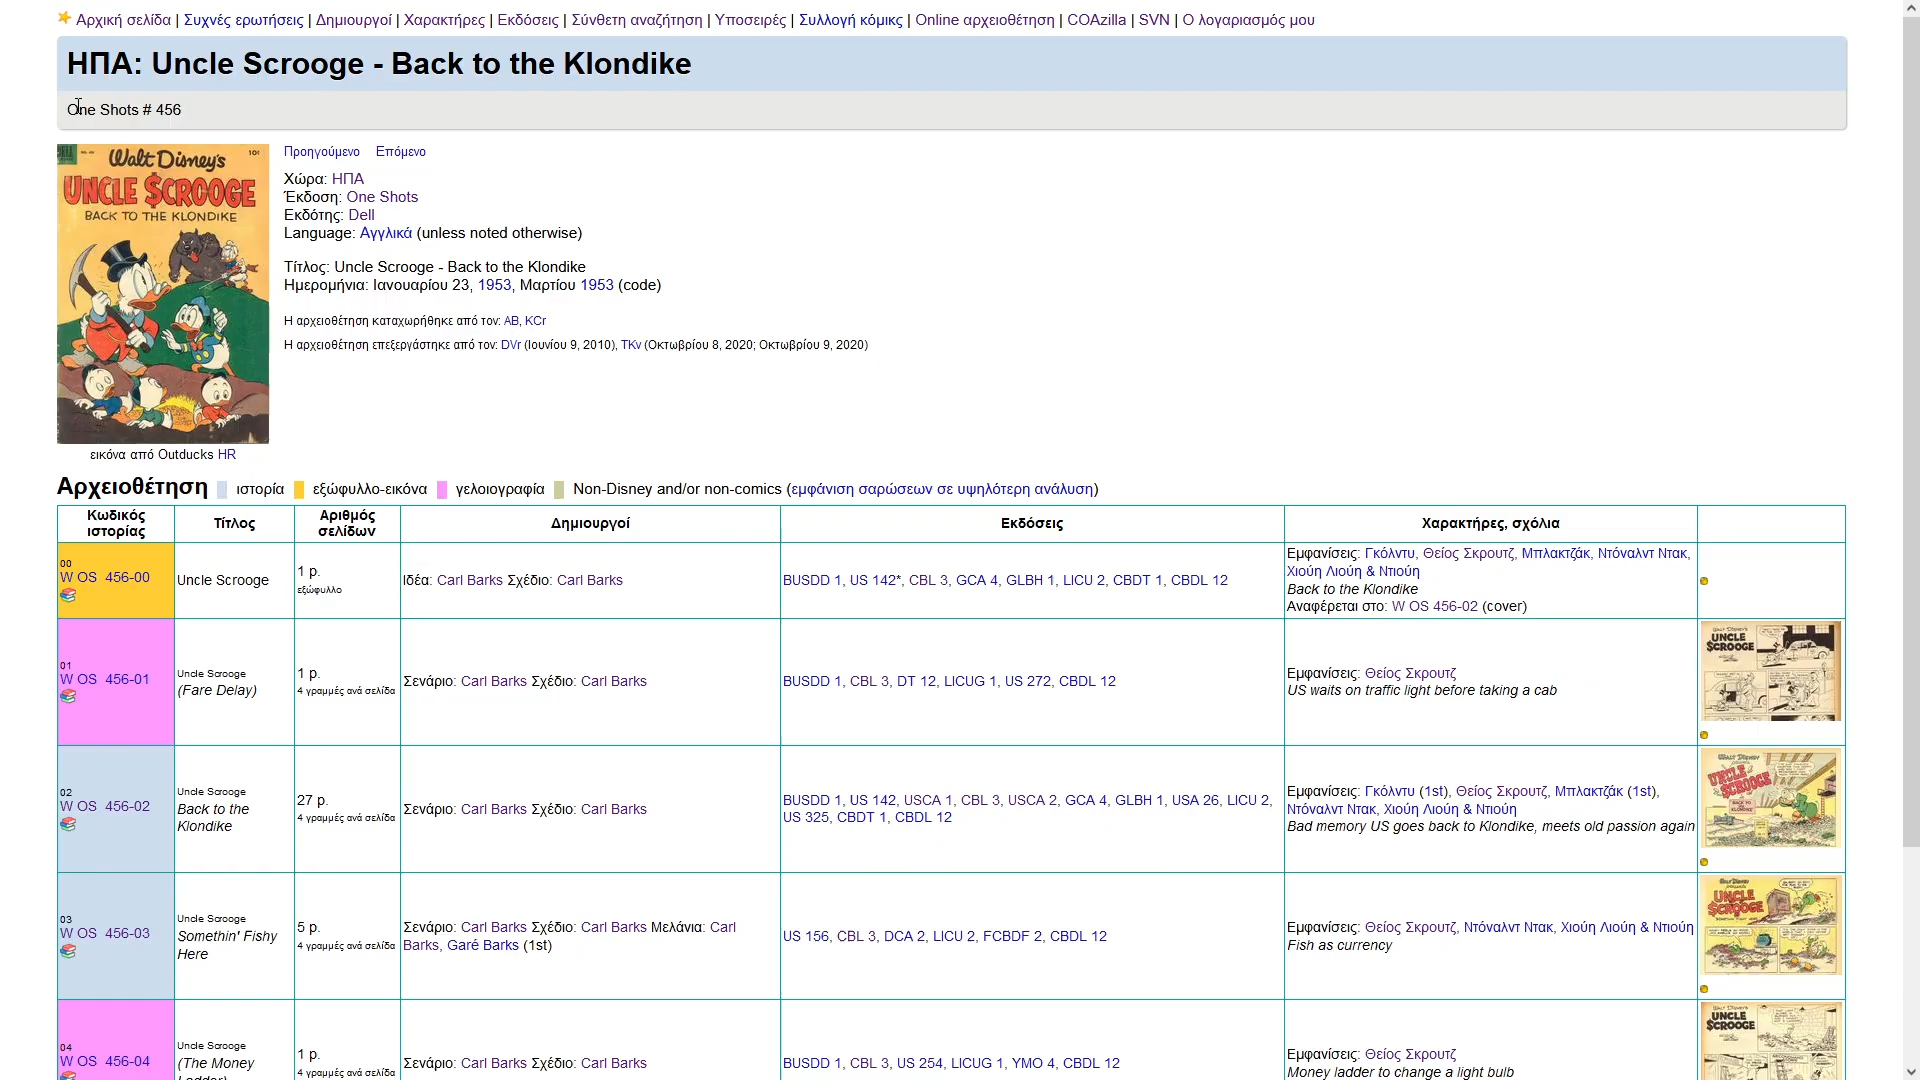 Αρχική σελίδα | Συχνές ερωτήσεις | Δημιουργοί | Χαρακτήρες | Εκδόσεις | Σύνθετη αναζήτηση | Υποσειρές | Συλλογή κόμικς | Online αρχειοθέτηση | COAzilla | SVN | Ο λογαριασμός μου
ΗΠΑ: Uncle Scrooge - Back to the Klondike
One Shots # 456
Walt Disney's
10¢
UNCLE $CROOGE
BACK TO THE KLONDIKE
Προηγούμενο Επόμενο
Χώρα: ΗΠΑ
Έκδοση: One Shots
Εκδότης: Dell
Language: Αγγλικά (unless noted otherwise)
Τίτλος: Uncle Scrooge - Back to the Klondike
Ημερομήνια: Ιανουαρίου 23, 1953, Μαρτίου 1953 (code)
Η αρχειοθέτηση καταχωρήθηκε από τον: AB, KCr
Η αρχειοθέτηση επεξεργάστηκε από τον: DVr (Ιουνίου 9, 2010), TKv (Οκτωβρίου 8, 2020; Οκτωβρίου 9, 2020)
εικόνα από Outducks HR
Αρχειοθέτηση ιστορία εξώφυλλο-εικόνα γελοιογραφία Non-Disney and/or non-comics (εμφάνιση σαρώσεων σε υψηλότερη ανάλυση)
Κωδικός ιστορίας Τίτλος Αριθμός σελίδων Δημιουργοί Εκδόσεις Χαρακτήρες, σχόλια
00
W OS 456-00
Uncle Scrooge
1 p.
εξώφυλλο
Ιδέα: Carl Barks Σχέδιο: Carl Barks
BUSDD 1, US 142*, CBL 3, GCA 4, GLBH 1, LICU 2, CBDT 1, CBDL 12
Εμφανίσεις: Γκόλντυ, Θείος Σκρουτζ, Μπλακτζάκ, Ντόναλντ Ντακ,
Χιούη Λιούη & Ντιούη
Back to the Klondike
Αναφέρεται στο: W OS 456-02 (cover)
01
W OS 456-01
Uncle Scrooge
(Fare Delay)
1 p.
4 γραμμές ανά σελίδα
Σενάριο: Carl Barks Σχέδιο: Carl Barks
BUSDD 1, CBL 3, DT 12, LICUG 1, US 272, CBDL 12
Εμφανίσεις: Θείος Σκρουτζ
US waits on traffic light before taking a cab
UNCLE
$CROOGE
02
W OS 456-02
Uncle Scrooge
Back to the
Klondike
27 p.
4 γραμμές ανά σελίδα
Σενάριο: Carl Barks Σχέδιο: Carl Barks
BUSDD 1, US 142, USCA 1, CBL 3, USCA 2, GCA 4, GLBH 1, USA 26, LICU 2,
US 325, CBDT 1, CBDL 12
Εμφανίσεις: Γκόλντυ (1st), Θείος Σκρουτζ, Μπλακτζάκ (1st),
Ντόναλντ Ντακ, Χιούη Λιούη & Ντιούη
Bad memory US goes back to Klondike, meets old passion again
03
W OS 456-03
Uncle Scrooge
Somethin' Fishy
Here
5 p.
4 γραμμές ανά σελίδα
Σενάριο: Carl Barks Σχέδιο: Carl Barks Μελάνια: Carl
Barks, Garé Barks (1st)
US 156, CBL 3, DCA 2, LICU 2, FCBDF 2, CBDL 12
Εμφανίσεις: Θείος Σκρουτζ, Ντόναλντ Ντακ, Χιούη Λιούη & Ντιούη
Fish as currency
UNCLE
$CROOGE
04
W OS 456-04
Uncle Scrooge
(The Money
Ladder)
1 p.
4 γραμμές ανά σελίδα
Σενάριο: Carl Barks Σχέδιο: Carl Barks
BUSDD 1, CBL 3, US 254, LICUG 1, YMO 4, CBDL 12
Εμφανίσεις: Θείος Σκρουτζ
Money ladder to change a light bulb
UNCLE
$CROOGE